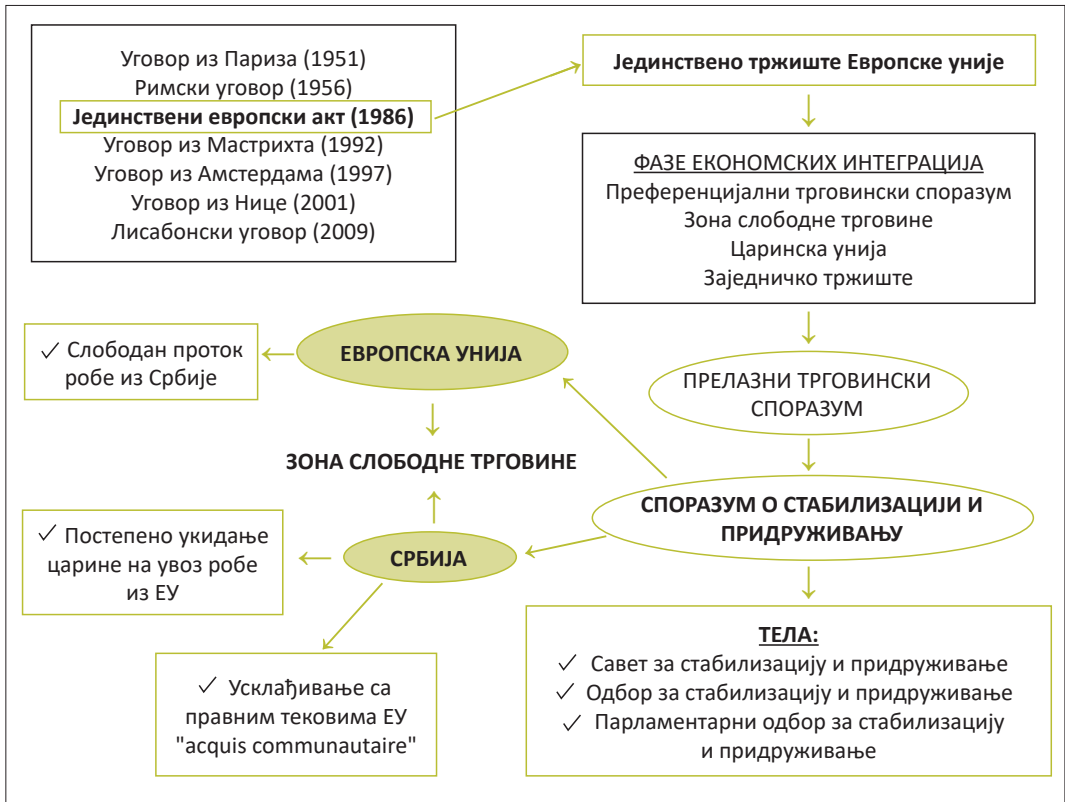 Уговор из Париза (1951)
Римски уговор (1956)
Јединствени европски акт (1986)
Уговор из Мастрихта (1992)
Уговор из Амстердама (1997)
Уговор из Нице (2001)
Лисабонски уговор (2009)
Јединствено тржиште Европске уније
ФАЗЕ ЕКОНОМСКИХ ИНТЕГРАЦИЈА
Преференцијални трговински споразум
Зона слободне трговине
Царинска унија
Заједничко тржиште
✓ Слободан проток
робе из Србије
ЕВРОПСКА УНИЈА
ПРЕЛАЗНИ ТРГОВИНСКИ
СПОРАЗУМ
ЗОНА СЛОБОДНЕ ТРГОВИНЕ
СПОРАЗУМ О СТАБИЛИЗАЦИЈИ И
ПРИДРУЖИВАЊУ
✓ Постепено укидање
царине на увоз робе
из ЕУ
СРБИЈА
✓ Усклађивање са
правним тековима ЕУ
"acquis communautaire"
ТЕЛА:
✓ Савет за стабилизацију и придруживање
✓ Одбор за стабилизацију и придруживање
✓ Парламентарни одбор за стабилизацију
и придруживање